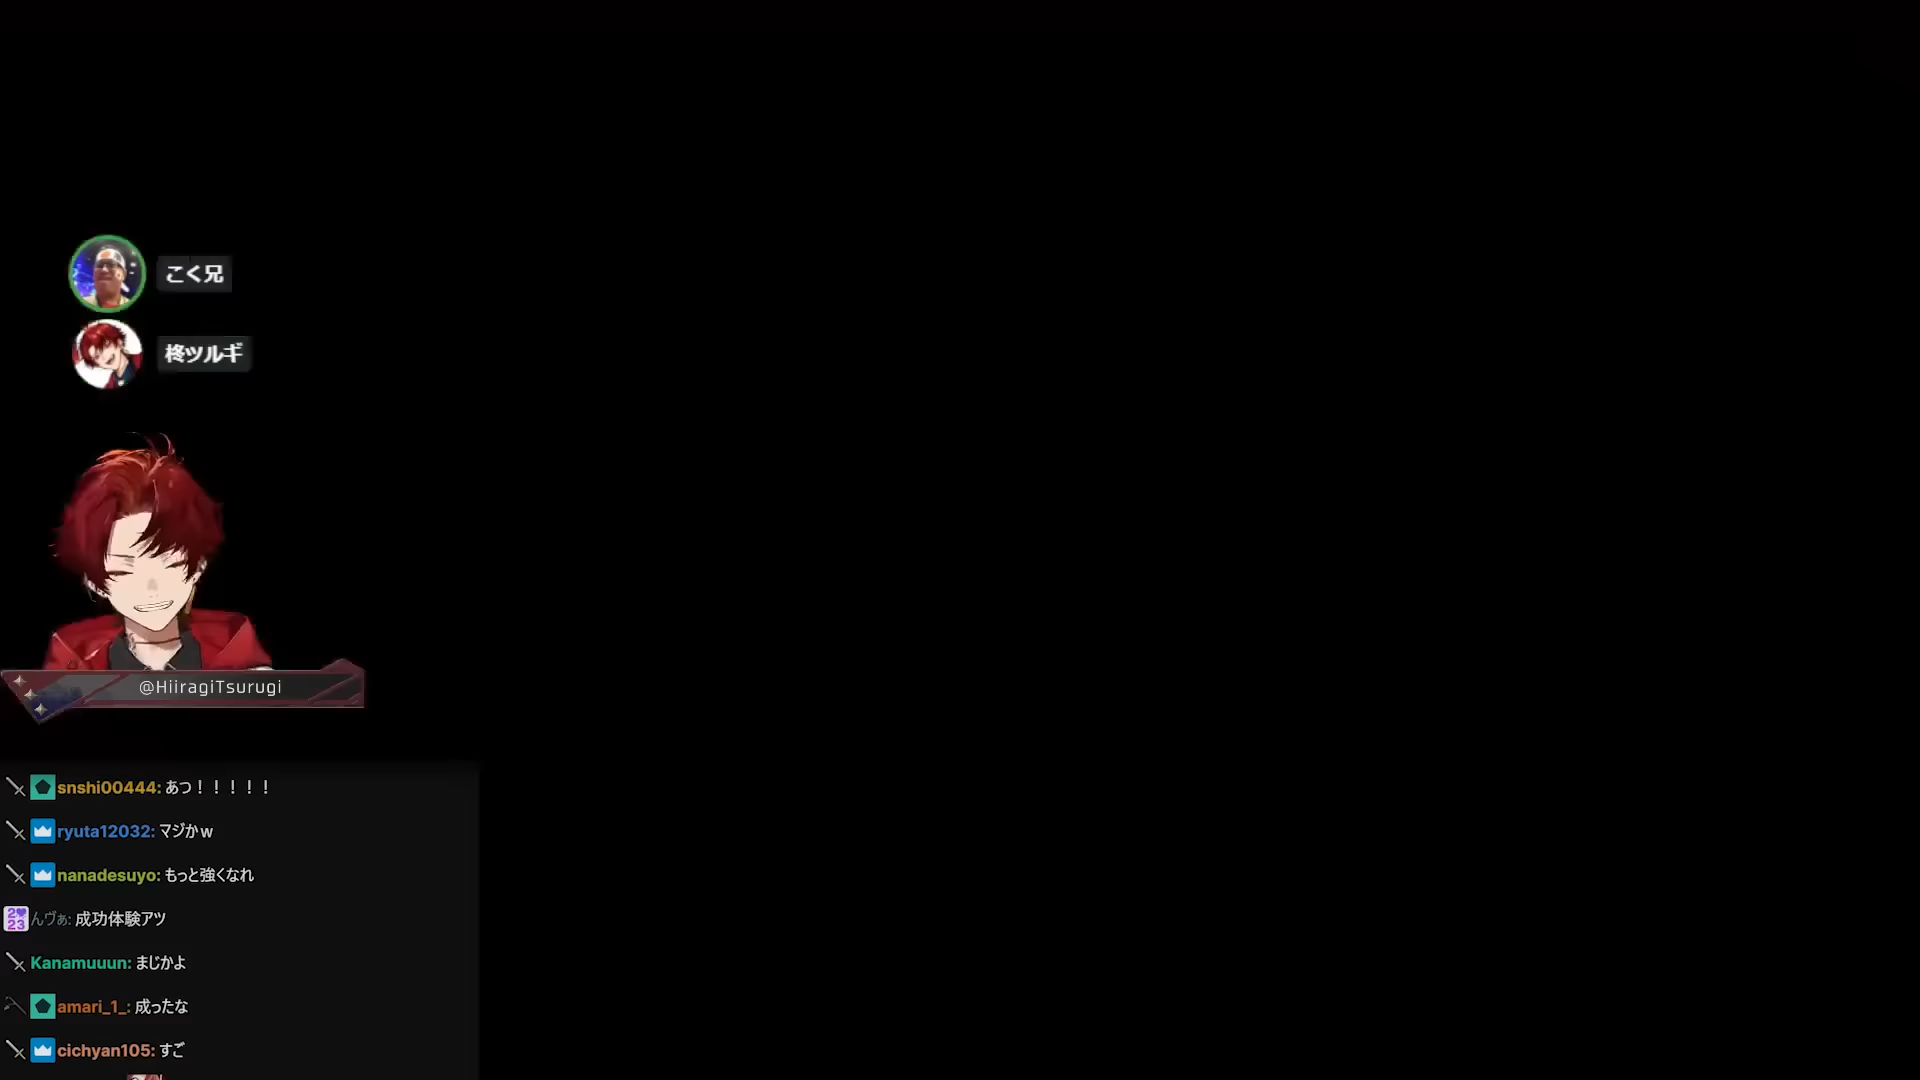 こく兄
柊ツルギ
@HiiragiTsurugi
snshi00444: あつ！！！！！
ryuta12032: マジかw
nanadesuyo: もっと強くなれ
2 23 んヴぁ: 成功体験アツ
Kanamuuun: まじかよ
amari_1_: 成ったな
cichyan105: すご